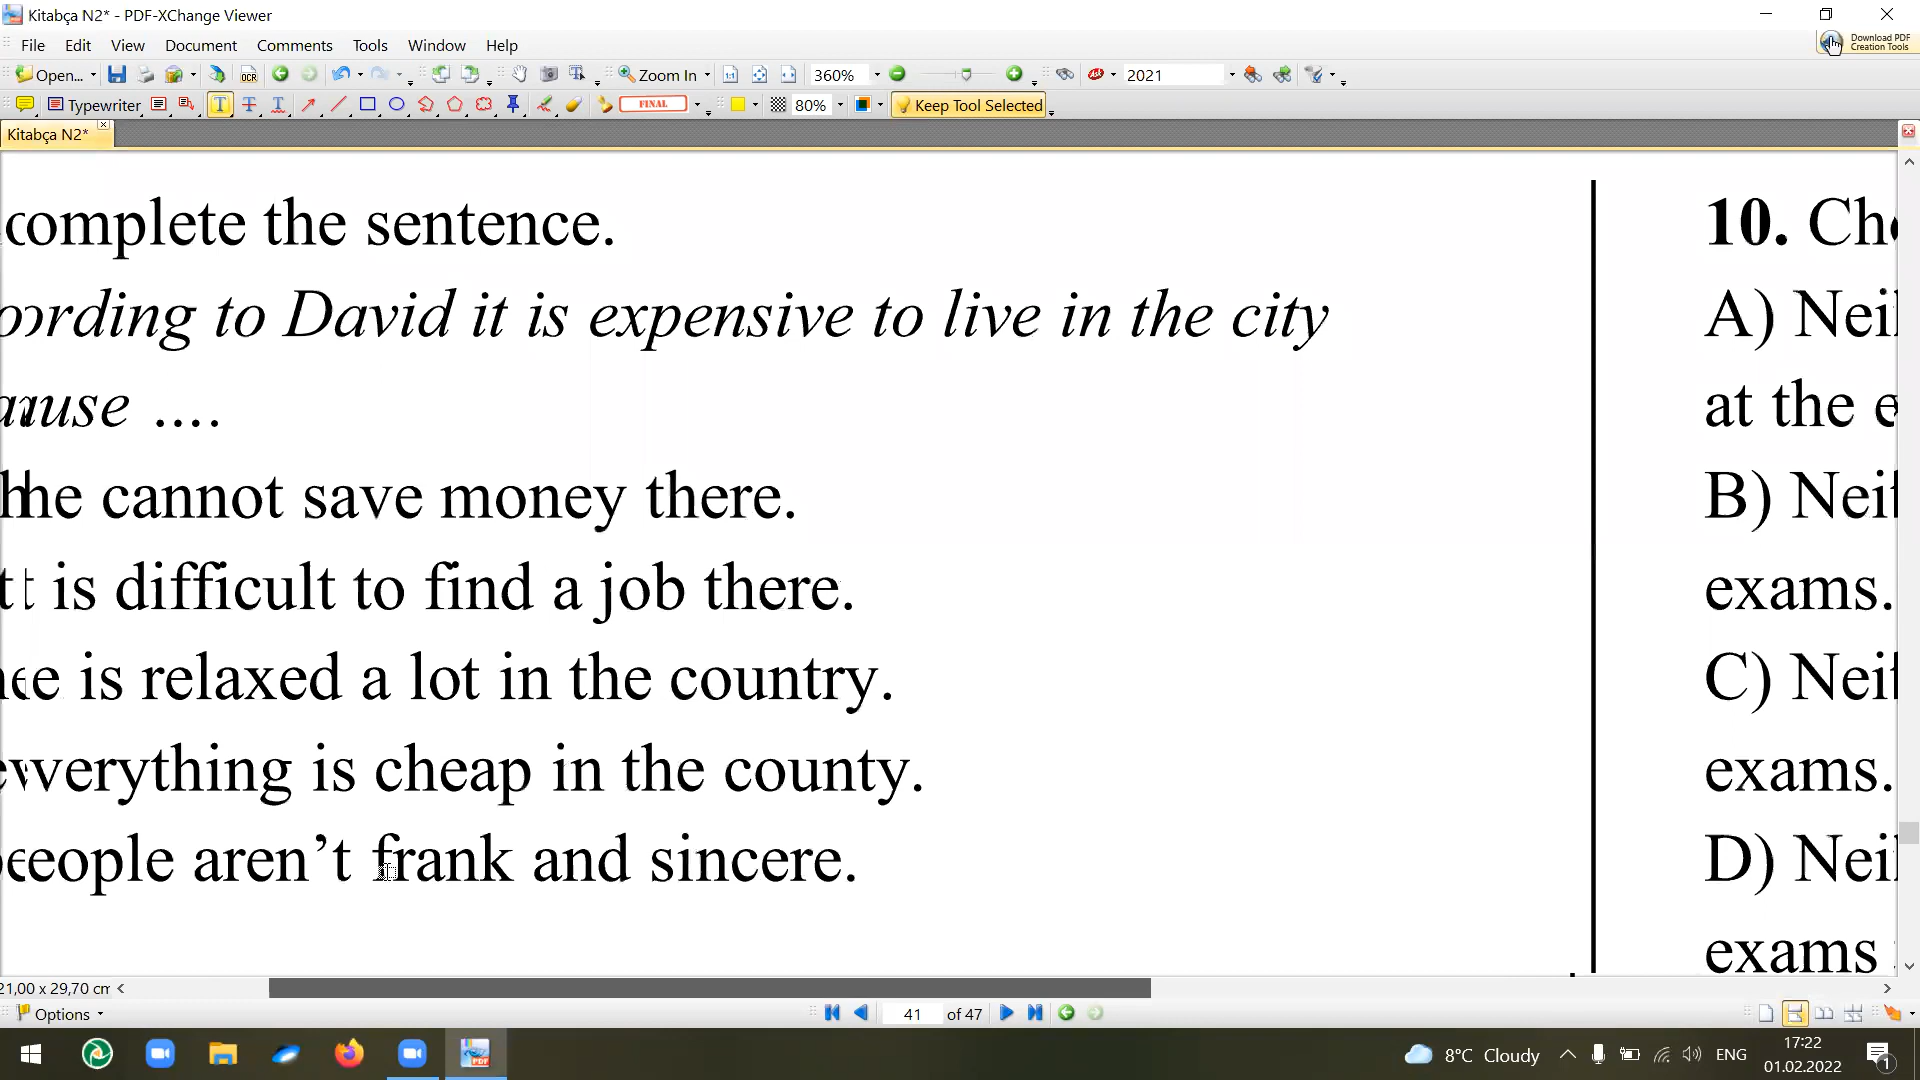 Kitabça N2* - PDF-XChange Viewer
File Edit View Document Comments Tools Window Help
Download PDF
Creation Tools
Open... OCR Zoom In 360% 2021
Typewriter FINAL 80% Keep Tool Selected
Kitabça N2*
complete the sentence.
ording to David it is expensive to live in the city
ause ....
he cannot save money there.
t is difficult to find a job there.
e is relaxed a lot in the country.
everything is cheap in the county.
eople aren’t frank and sincere.
10. Ch
A) Nei
at the e
B) Neit
exams.
C) Neit
exams.
D) Nei
exams
21,00 x 29,70 cm
Options 41 of 47
8°C Cloudy ENG 17:22
01.02.2022
1